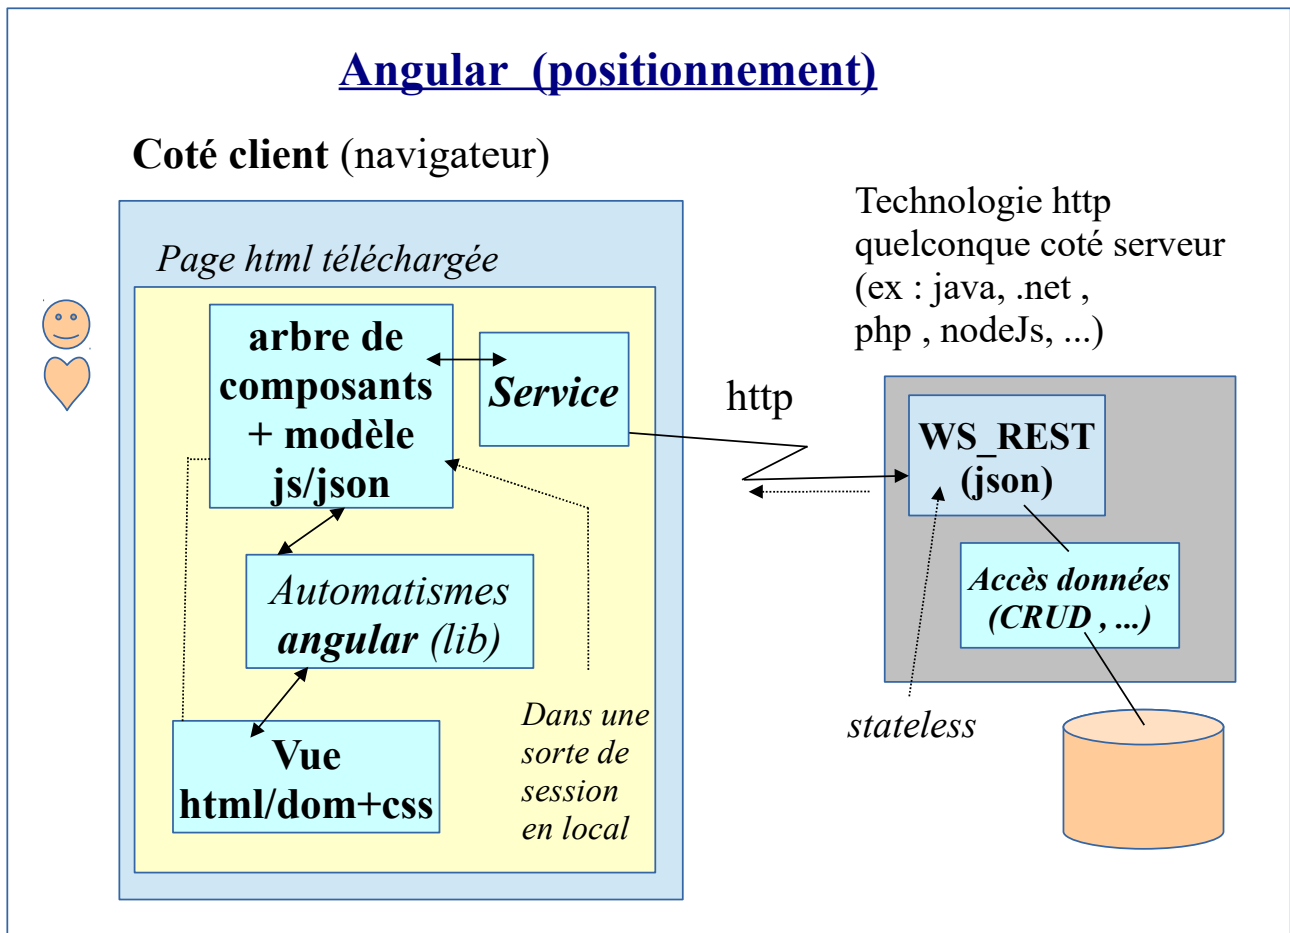 Angular (positionnement)
Coté client (navigateur)
Technologie http
quelconque coté serveur
(ex : java, .net ,
php , nodeJs, ...)
Page html téléchargée
arbre de
composants
+ modèle
js/json
Service
http
WS_REST
(json)
Automatismes
angular (lib)
Accès données
(CRUD , ...)
Dans une
sorte de
session
en local
stateless
Vue
html/dom+css